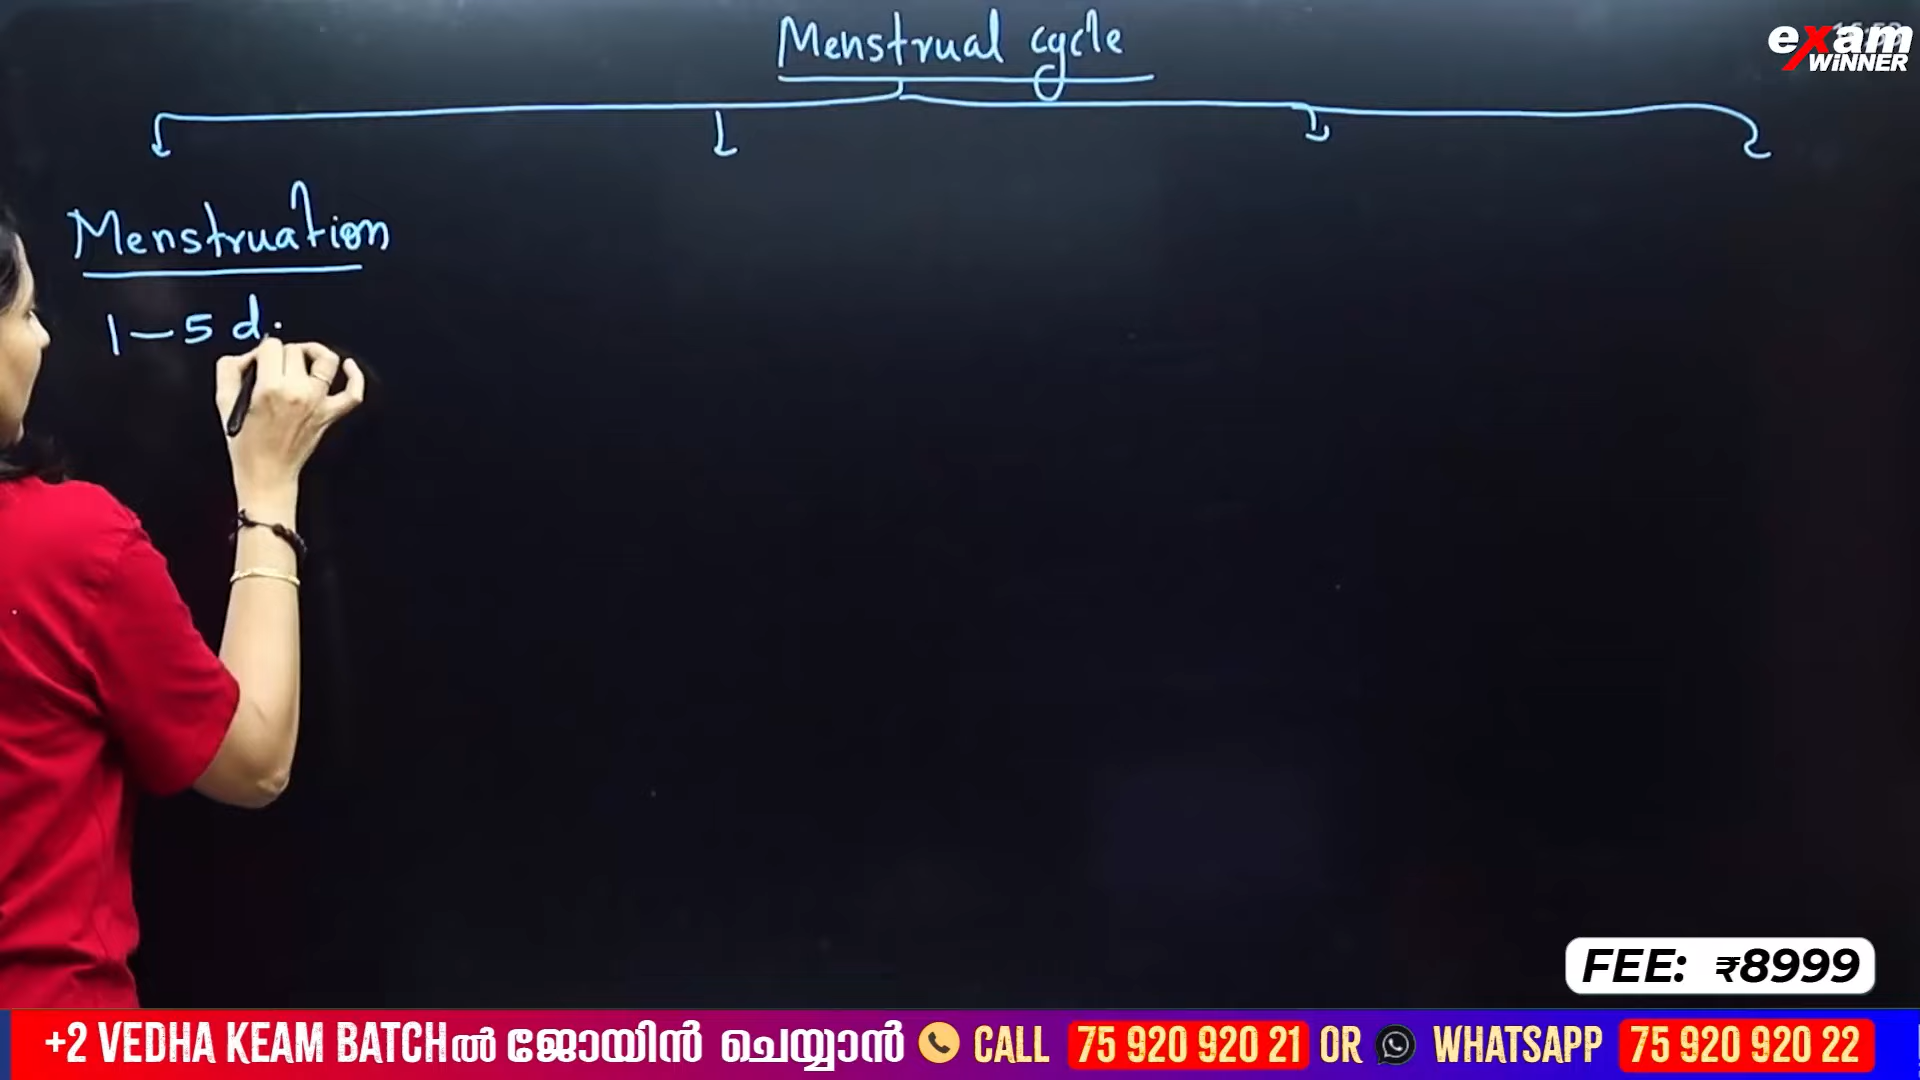 Menstrual cycle
exam
WINNER
Menstruation
1-5 d
FEE: ₹8999
+2 VEDHA KEAM BATCHൽ ജോയിൻ ചെയ്യാൻ CALL 75 920 920 21 OR WHATSAPP 75 920 920 22